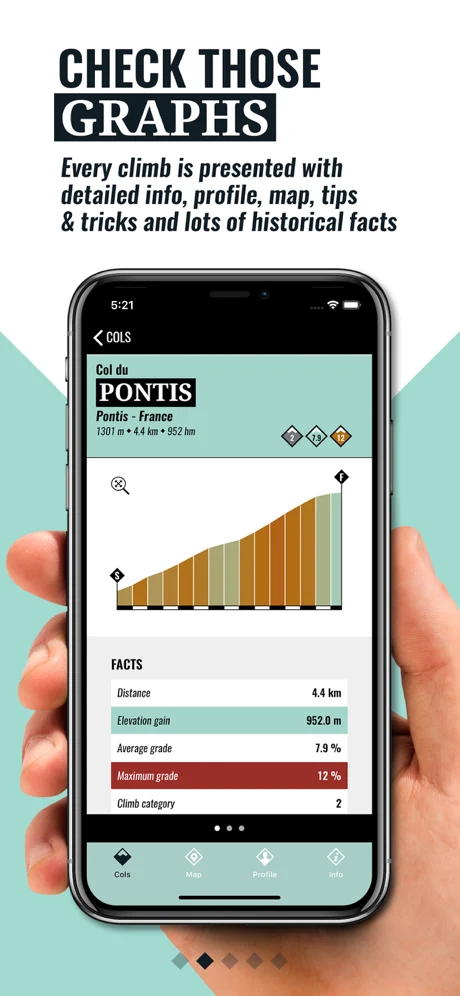 CHECK THOSE
GRAPHS
Every climb is presented with
detailed info, profile, map, tips
& tricks and lots of historical facts
5:21
COLS
Col du
PONTIS
Pontis - France
1301 m ♦ 4.4 km ♦ 952 hm
2 7.9 12
F
S
FACTS
Distance 4.4 km
Elevation gain 952.0 m
Average grade 7.9 %
Maximum grade 12 %
Climb category 2
Cols Map Profile Info